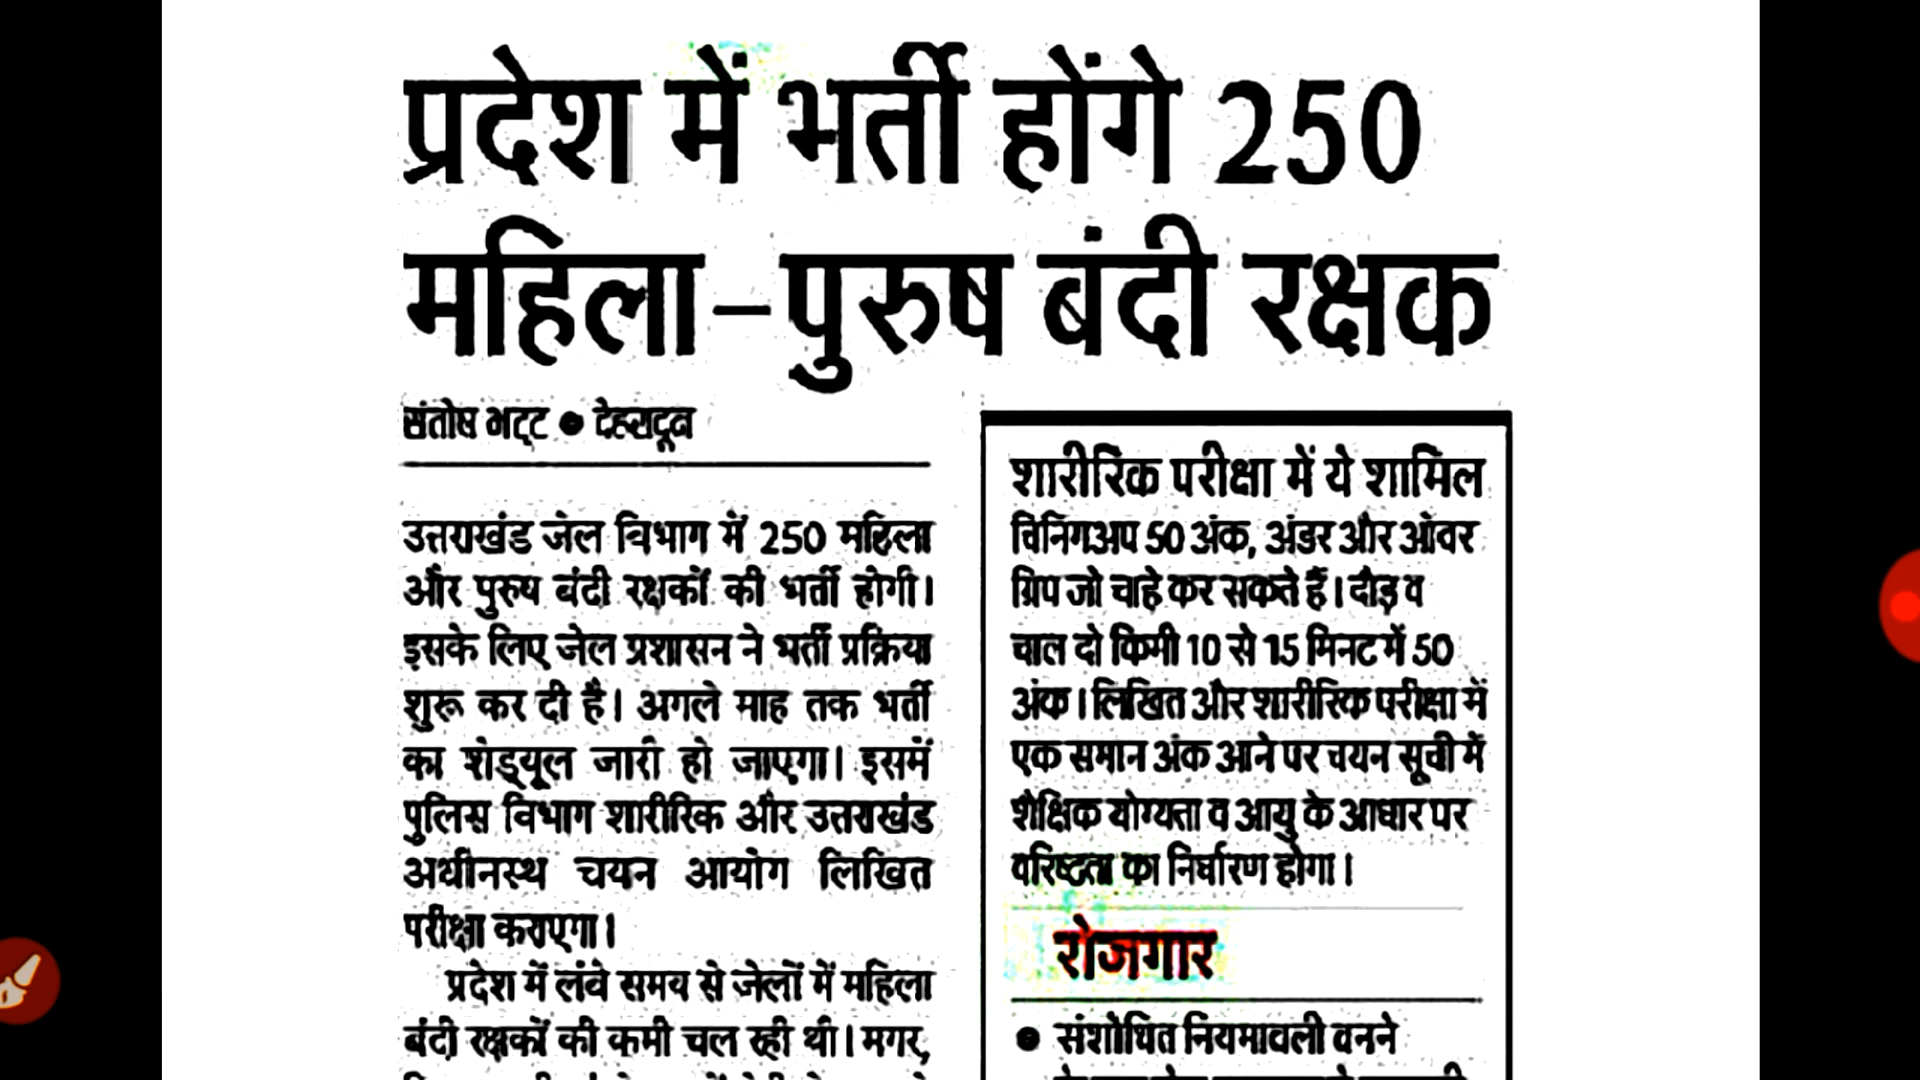 प्रदेश में भर्ती होंगे 250
महिला-पुरुष बंदी रक्षक
संतोष भट्ट ● देहरादून
उत्तराखंड जेल विभाग में 250 महिला
और पुरुष बंदी रक्षकों की भर्ती होगी।
इसके लिए जेल प्रशासन ने भर्ती प्रक्रिया
शुरू कर दी है। अगले माह तक भर्ती
का शेड्यूल जारी हो जाएगा। इसमें
पुलिस विभाग शारीरिक और उत्तराखंड
अधीनस्थ चयन आयोग लिखित
परीक्षा कराएगा।
प्रदेश में लंबे समय से जेलों में महिला
बंदी रक्षकों की कमी चल रही थी। मगर,
शारीरिक परीक्षा में ये शामिल
चिनिंगअप 50 अंक, अंडर और ओवर
ग्रिप जो चाहे कर सकते हैं। दौड़ व
चाल दो किमी 10 से 15 मिनट में 50
अंक। लिखित और शारीरिक परीक्षा में
एक समान अंक आने पर चयन सूची में
शैक्षिक योग्यता व आयु के आधार पर
वरिष्टता का निर्धारण होगा।
रोजगार
● संशोधित नियमावली वनने